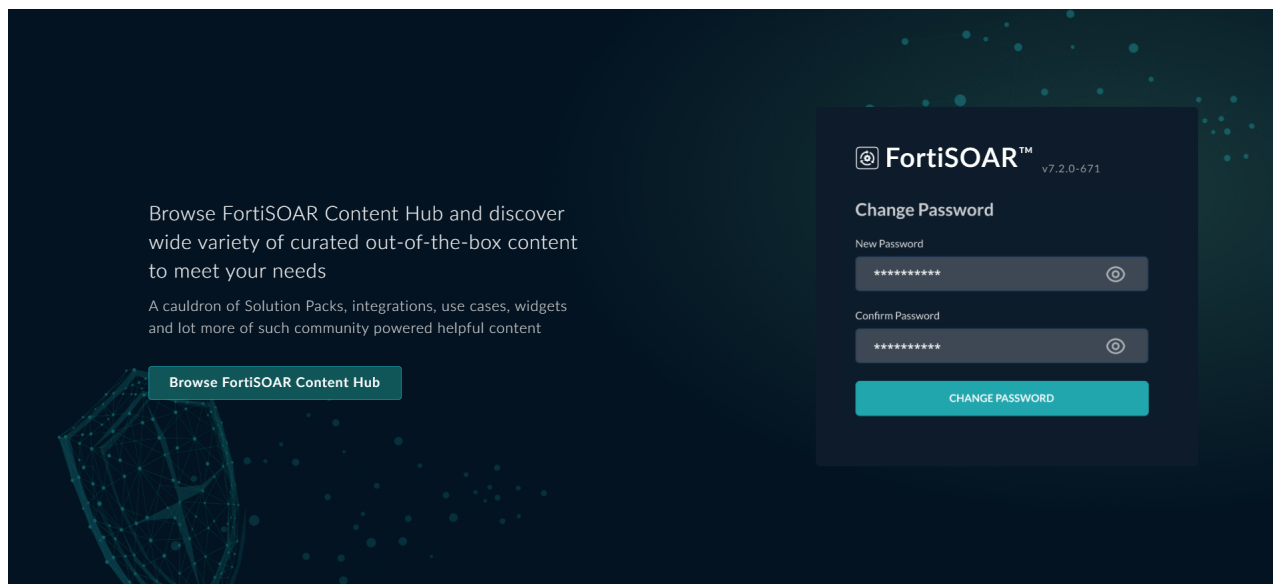 Browse FortiSOAR Content Hub and discover
wide variety of curated out-of-the-box content
to meet your needs
A cauldron of Solution Packs, integrations, use cases, widgets
and lot more of such community powered helpful content
Browse FortiSOAR Content Hub
FortiSOAR™ v7.2.0-671
Change Password
New Password
**********
Confirm Password
**********
CHANGE PASSWORD